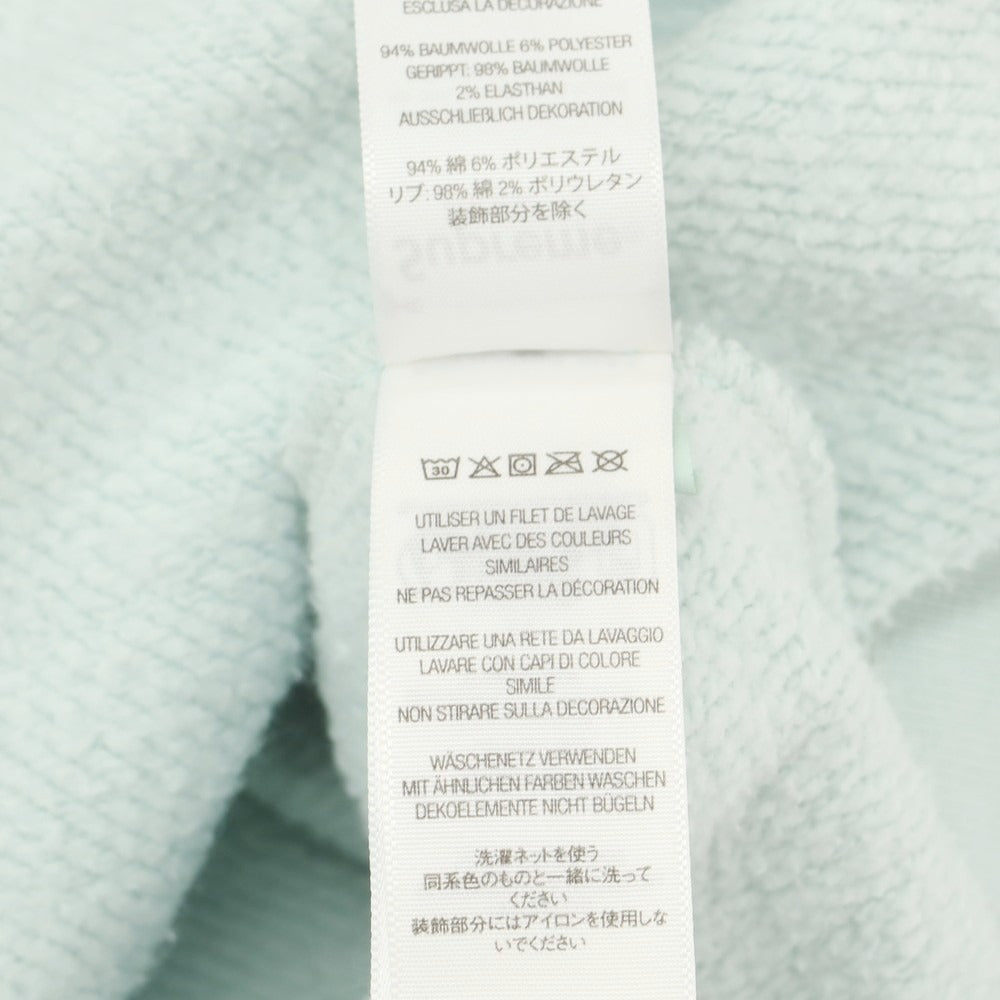 ESCLUSA LA DECORAZIONE
94% BAUMWOLLE 6% POLYESTER
GERIPPT: 98% BAUMWOLLE
2% ELASTHAN
AUSSCHLIEßLICH DEKORATION
94% 綿 6% ポリエステル
リブ: 98% 綿 2% ポリウレタン
装飾部分を除く
Supreme
30
UTILISER UN FILET DE LAVAGE
LAVER AVEC DES COULEURS
SIMILAIRES
NE PAS REPASSER LA DÉCORATION
UTILIZZARE UNA RETE DA LAVAGGIO
LAVARE CON CAPI DI COLORE
SIMILE
NON STIRARE SULLA DECORAZIONE
WÄSCHENETZ VERWENDEN
MIT ÄHNLICHEN FARBEN WASCHEN
DEKOELEMENTE NICHT BÜGELN
洗濯ネットを使う
同系色のものと一緒に洗って
ください
装飾部分にはアイロンを使用しな
いでください